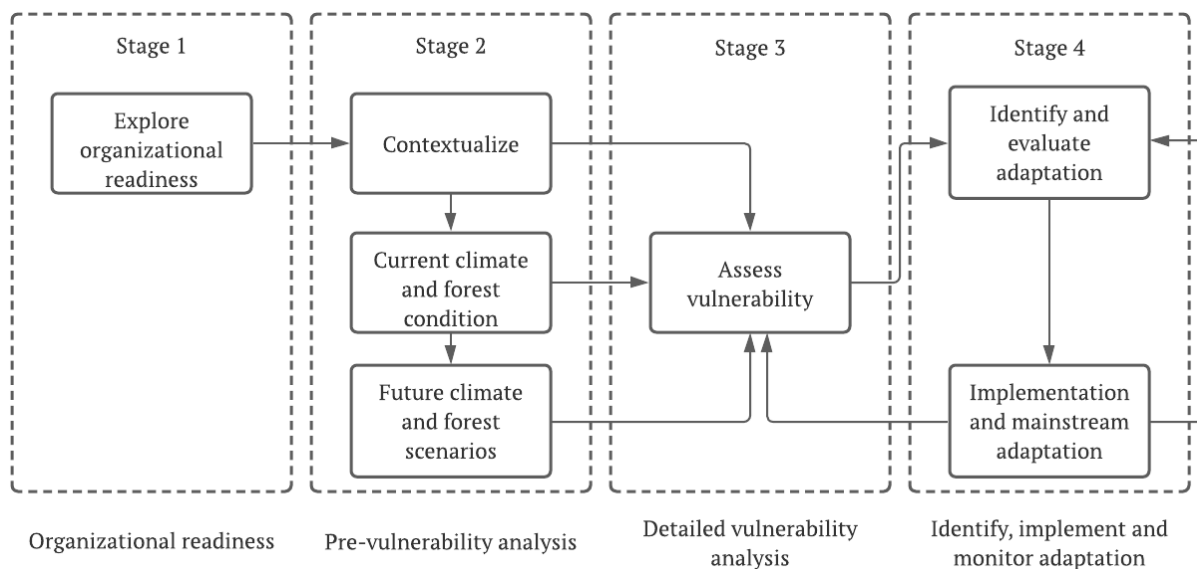 Stage 1
Explore
organizational
readiness
Organizational readiness
Stage 2
Contextualize
Current climate
and forest
condition
Future climate
and forest
scenarios
Pre-vulnerability analysis
Stage 3
Assess
vulnerability
Detailed vulnerability
analysis
Stage 4
Identify and
evaluate
adaptation
Implementation
and mainstream
adaptation
Identify, implement and
monitor adaptation